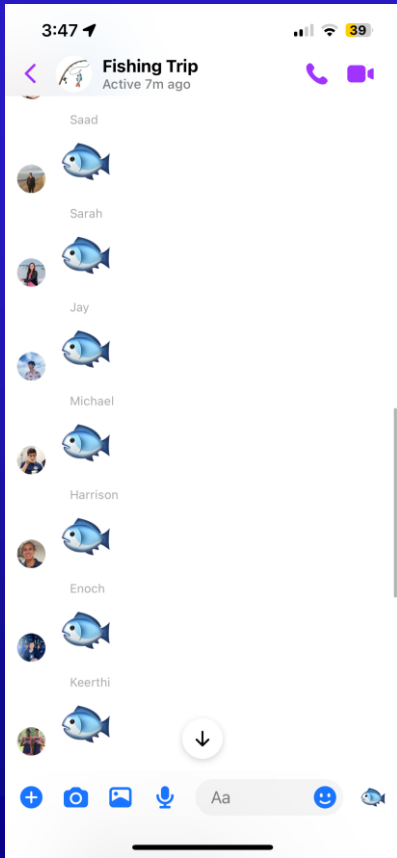 3:47
39
Fishing Trip
Active 7m ago
Saad
Sarah
Jay
Michael
Harrison
Enoch
Keerthi
Aa